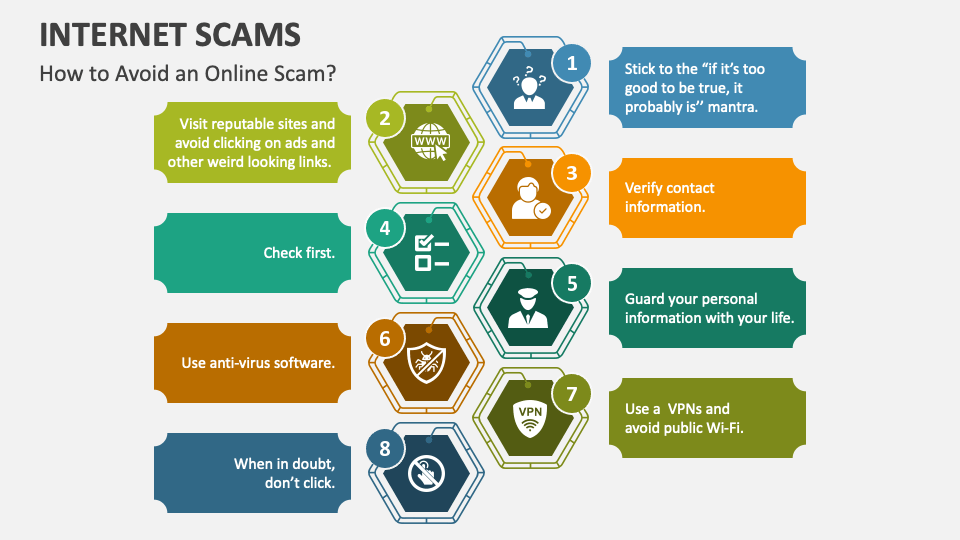 INTERNET SCAMS
How to Avoid an Online Scam?
1
Stick to the “if it’s too
good to be true, it
probably is’’ mantra.
2
Visit reputable sites and
avoid clicking on ads and
other weird looking links.
WWW
3
Verify contact
information.
4
Check first.
5
Guard your personal
information with your life.
6
Use anti-virus software.
7
Use a  VPNs and
avoid public Wi-Fi.
VPN
8
When in doubt,
don’t click.